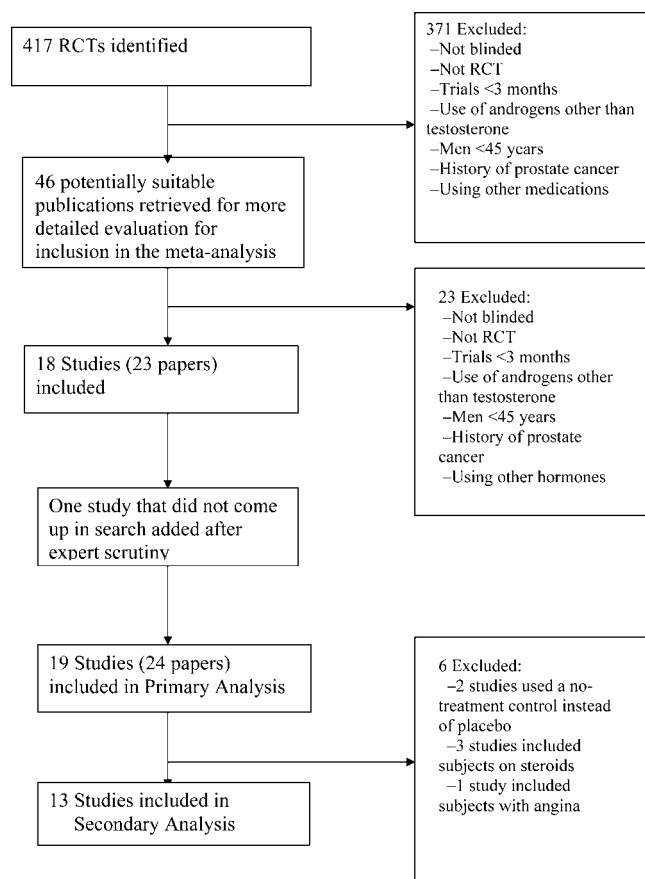 417 RCTs identified
371 Excluded:
–Not blinded
–Not RCT
–Trials <3 months
–Use of androgens other than
testosterone
–Men <45 years
–History of prostate cancer
–Using other medications
46 potentially suitable
publications retrieved for more
detailed evaluation for
inclusion in the meta-analysis
23 Excluded:
–Not blinded
–Not RCT
–Trials <3 months
–Use of androgens other
than testosterone
–Men <45 years
–History of prostate
cancer
–Using other hormones
18 Studies (23 papers)
included
One study that did not come
up in search added after
expert scrutiny
19 Studies (24 papers)
included in Primary Analysis
6 Excluded:
–2 studies used a no-
treatment control instead
of placebo
–3 studies included
subjects on steroids
–1 study included
subjects with angina
13 Studies included in
Secondary Analysis